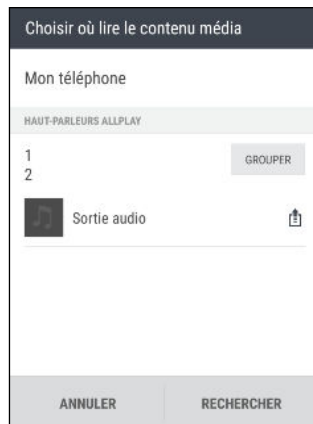 Choisir où lire le contenu média
Mon téléphone
HAUT-PARLEURS ALLPLAY
1
2
GROUPER
Sortie audio
ANNULER
RECHERCHER